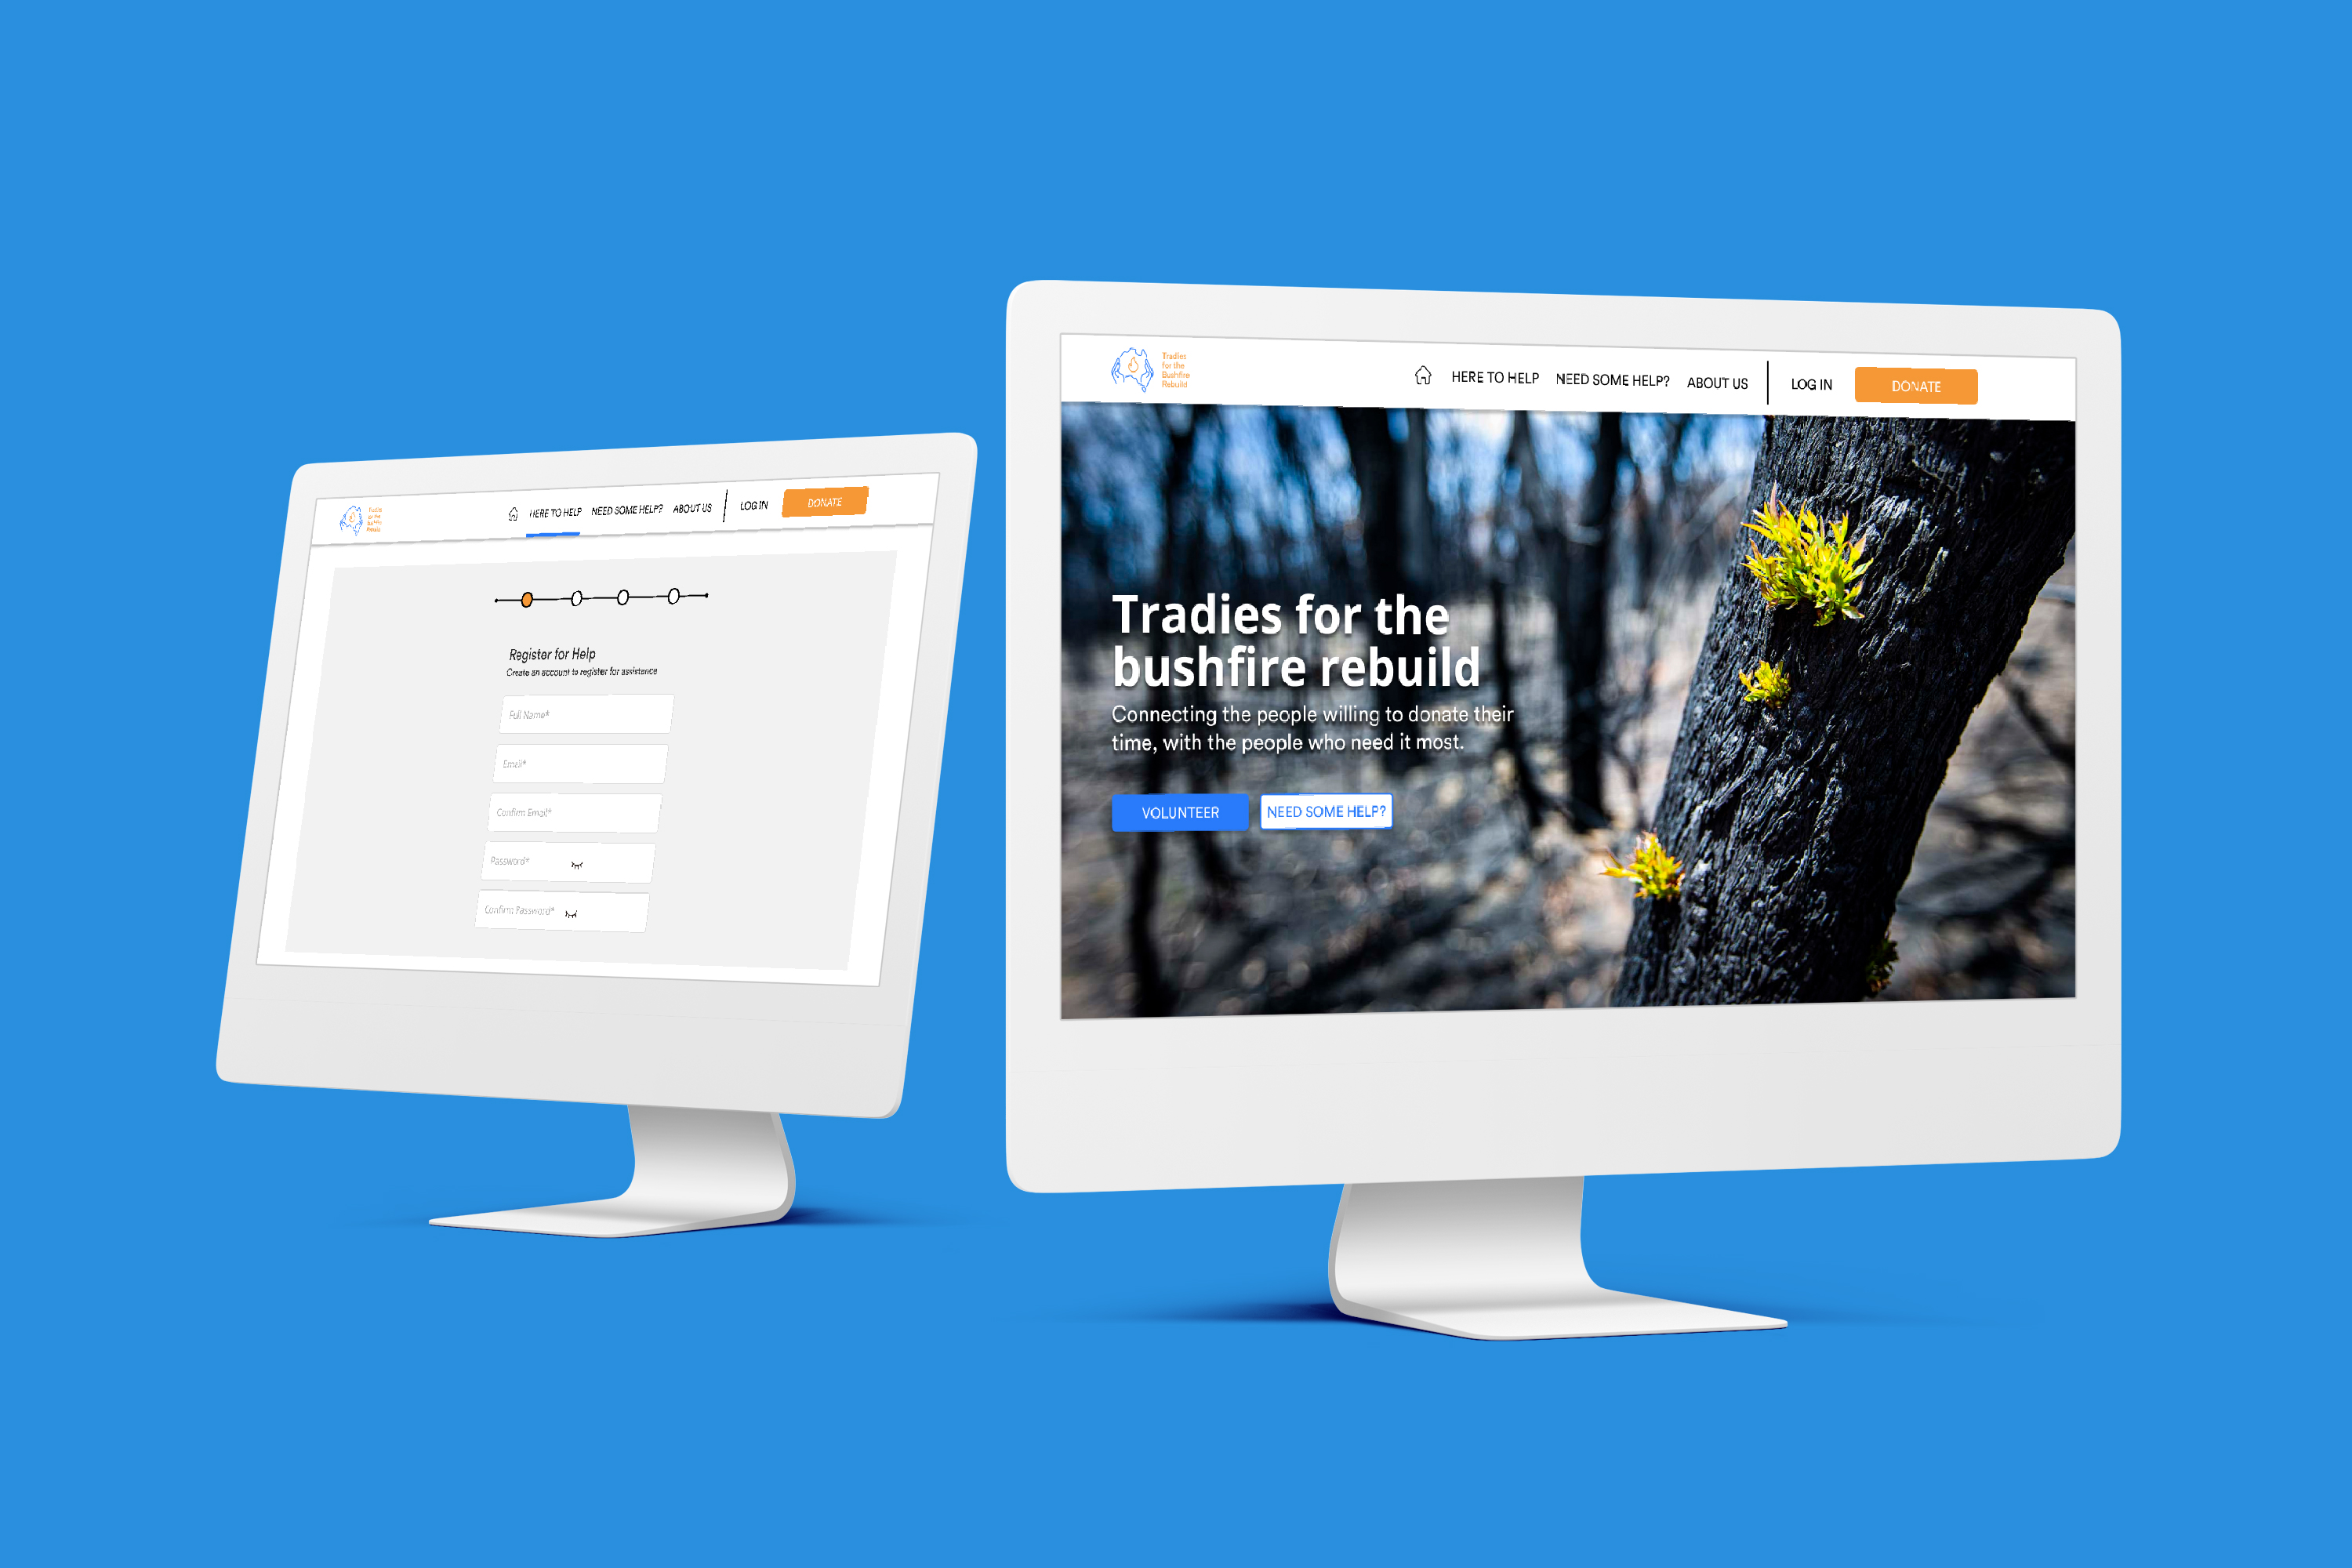 Tradies
for the
Bushfire
Rebuild
HERE TO HELP NEED SOME HELP? ABOUT US LOG IN DONATE
Register for Help
Create an account to register for assistance
Full Name*
Email*
Confirm Email*
Password*
Confirm Password*
Tradies
for the
Bushfire
Rebuild
HERE TO HELP NEED SOME HELP? ABOUT US LOG IN DONATE
Tradies for the
bushfire rebuild
Connecting the people willing to donate their
time, with the people who need it most.
VOLUNTEER NEED SOME HELP?